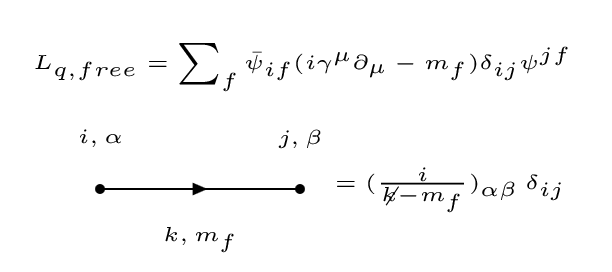 L_{q,free} = ∑_f ψ̄_{if}(iγ^μ∂_μ − m_f)δ_{ij}ψ^{jf}
i, α
j, β
= (i/(k̸−m_f))_{αβ} δ_{ij}
k, m_f